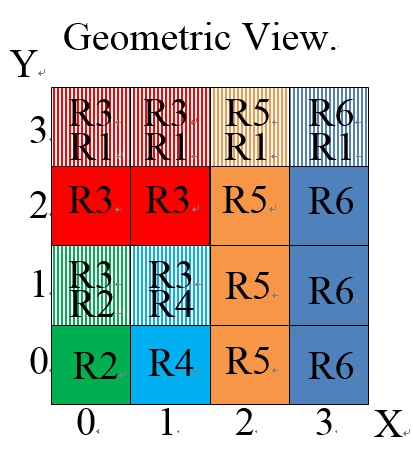 Geometric View.
Y
R3 R3 R5 R6
3 R1 R1 R1 R1
2 R3 R3 R5 R6
R3 R3
1 R2 R4 R5 R6
0 R2 R4 R5 R6
0 1 2 3 X